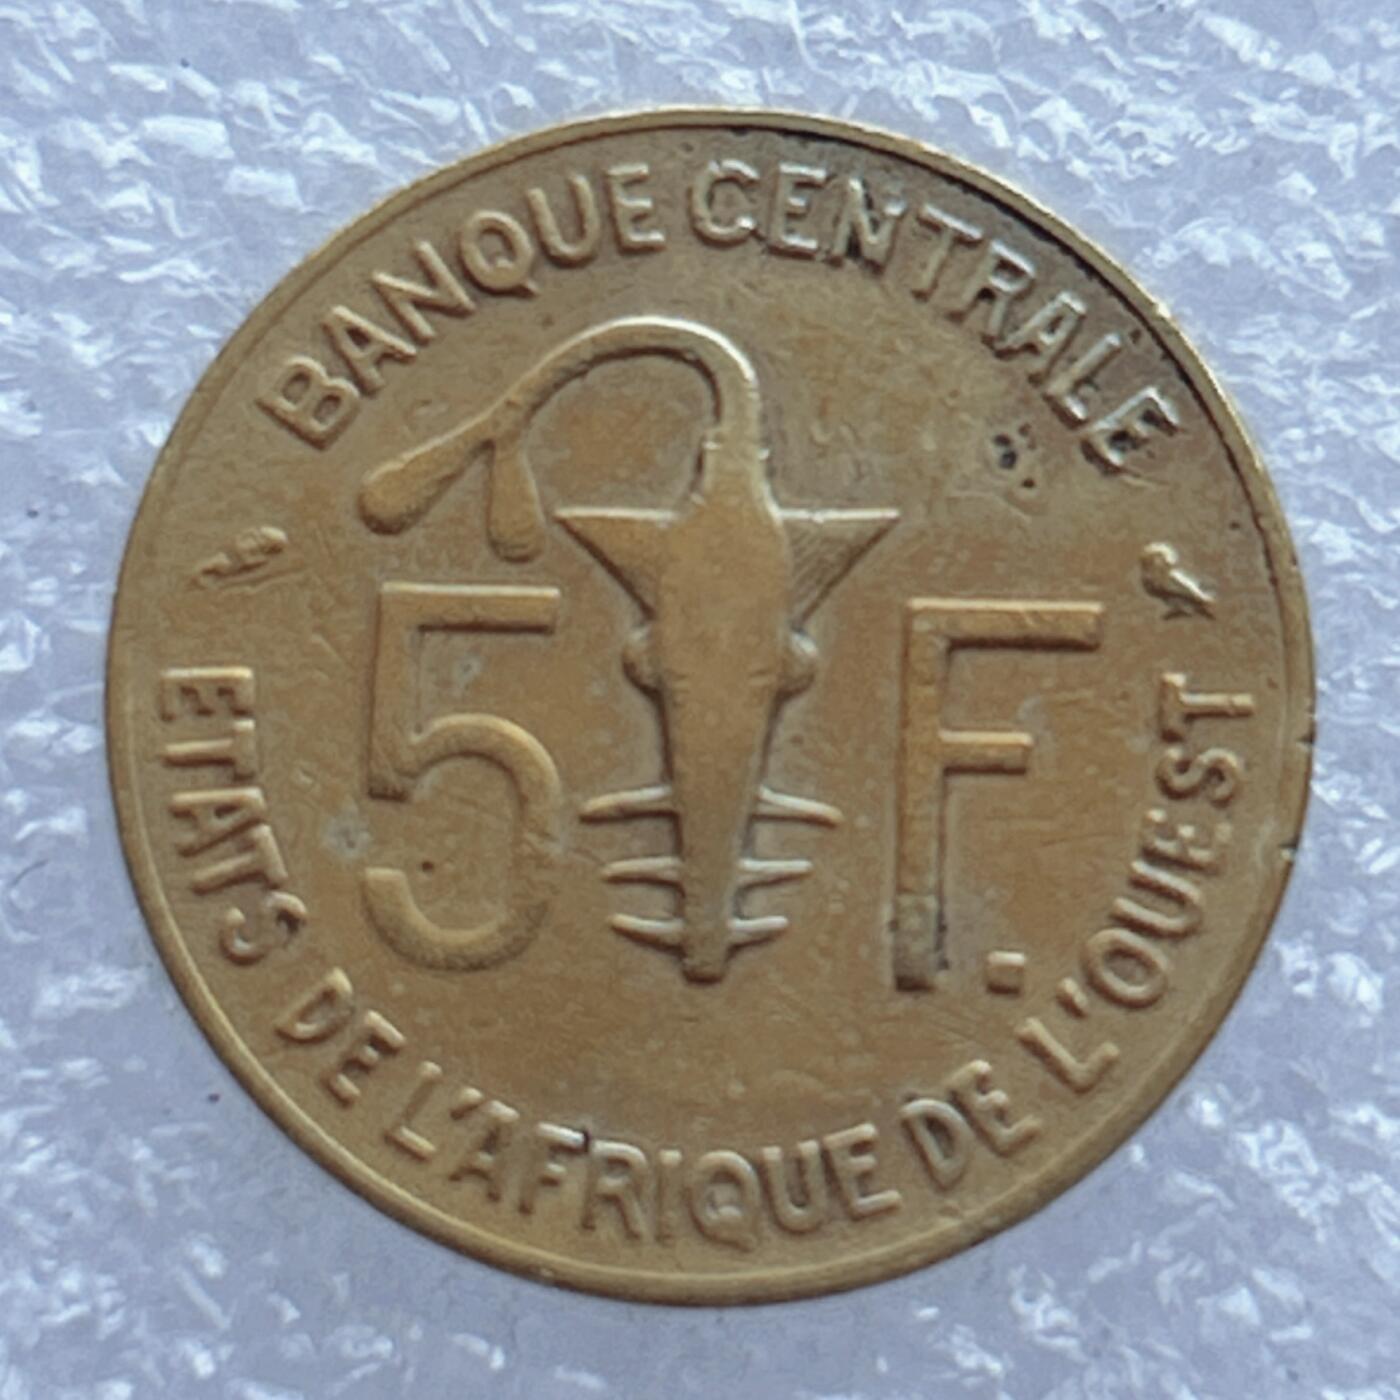 BANQUE CENTRALE
5 F.
ETATS DE L'AFRIQUE DE L'OUEST